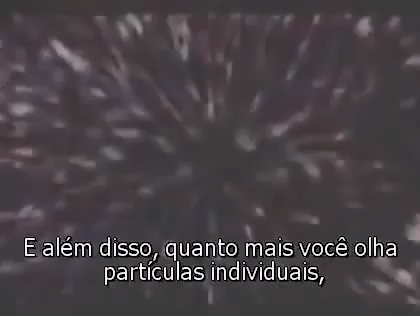 E além disso, quanto mais você olha
partículas individuais,